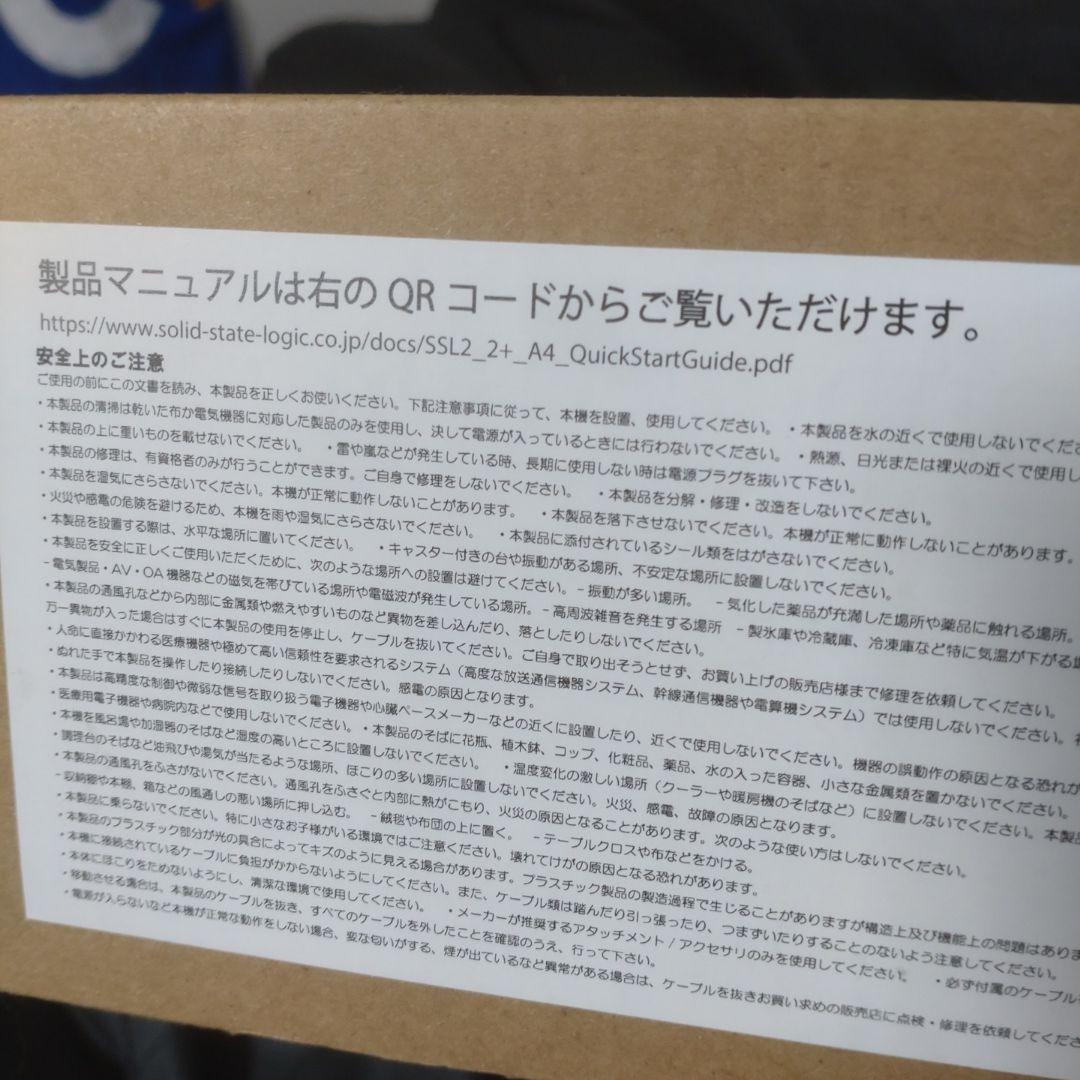 製品マニュアルは右の QR コードからご覧いただけます。
https://www.solid-state-logic.co.jp/docs/SSL2_2+_A4_QuickStartGuide.pdf
安全上のご注意
ご使用の前にこの文書を読み、本製品を正しくお使いください。下記注意事項に従って、本機を設置、使用してください。 ・本製品を水の近くで使用しないでくださ
・本製品の清掃は乾いた布か電気機器に対応した製品のみを使用し、決して電源が入っているときには行わないでください。 ・熱源、日光または裸火の近くで使用し
・本製品の上に重いものを載せないでください。 ・雷や嵐などが発生している時、長期に使用しない時は電源プラグを抜いて下さい。
・本製品の修理は、有資格者のみが行うことができます。ご自身で修理をしないでください。 ・本製品を分解・修理・改造をしないでください。
・本製品を湿気にさらさないでください。本機が正常に動作しないことがあります。 ・本製品を落下させないでください。本機が正常に動作しないことがあります。
・火災や感電の危険を避けるため、本機を雨や湿気にさらさないでください。 ・本製品に添付されているシール類をはがさないでください。
・本製品を設置する際は、水平な場所に置いてください。 ・キャスター付きの台や振動がある場所、不安定な場所に設置しないでください。
・本製品を安全に正しくご使用いただくために、次のような場所への設置は避けてください。– 振動が多い場所。 – 気化した薬品が充満した場所や薬品に触れる場所。
– 電気製品・AV・OA 機器などの磁気を帯びている場所や電磁波が発生している場所。– 高周波雑音を発生する場所 – 製氷庫や冷蔵庫、冷凍庫など特に気温が下がる場
・本製品の通風孔などから内部に金属類や燃えやすいものなど異物を差し込んだり、落としたりしないでください。
万一異物が入った場合はすぐに本製品の使用を停止し、ケーブルを抜いてください。ご自身で取り出そうとせず、お買い上げの販売店様まで修理を依頼してください。
・人命に直接かかわる医療機器や極めて高い信頼性を要求されるシステム（高度な放送通信機器システム、幹線通信機器や電算機システム）では使用しないでください。
・ぬれた手で本製品を操作したり接続したりしないでください。感電の原因となります。
・本製品は高精度な制御や微弱な信号を取り扱う電子機器や心臓ペースメーカーなどの近くに設置したり、近くで使用しないでください。機器の誤動作の原因となる恐れが
・医療用電子機器や病院内などで使用しないでください。 ・本製品のそばに花瓶、植木鉢、コップ、化粧品、薬品、水の入った容器、小さな金属類を置かないでください。
・本機を風呂場や加湿器のそばなど湿度の高いところに設置しないでください。 ・温度変化の激しい場所（クーラーや暖房機のそばなど）に設置しないでください。本製品
・調理台のそばなど油飛びや湯気が当たるような場所、ほこりの多い場所に設置しないでください。火災、感電、故障の原因となります。
・本製品の通風孔をふさがないでください。通風孔をふさぐと内部に熱がこもり、火災の原因となることがあります。次のような使い方はしないでください。
– 収納棚や本棚、箱などの風通しの悪い場所に押し込む。 – 絨毯や布団の上に置く。 – テーブルクロスや布などをかける。
・本製品に乗らないでください。特に小さなお子様がいる環境ではご注意ください。壊れてけがの原因となる恐れがあります。
・本製品のプラスチック部分が光の具合によってキズのように見える場合があります。プラスチック製品の製造過程で生じることがありますが構造上及び機能上の問題はありま
・本機に接続されているケーブルに負担がかからないようにしてください。また、ケーブル類は踏んだり引っ張ったり、つまずいたりすることのないよう注意してください。
・本体にほこりをためないようにし、清潔な環境で使用してください。 ・メーカーが推奨するアタッチメント / アクセサリのみを使用してください。 ・必ず付属のケーブル
・移動させる場合は、本製品のケーブルを抜き、すべてのケーブルを外したことを確認のうえ、行って下さい。
・電源が入らないなど本機が正常な動作をしない場合、変な匂いがする、煙が出ているなど異常がある場合は、ケーブルを抜きお買い求めの販売店に点検・修理を依頼してくださ